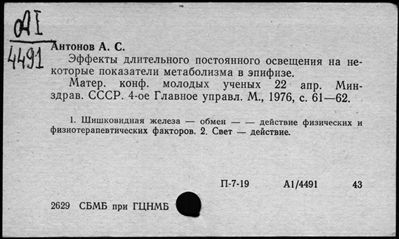 AI
4491
Антонов А. С.
Эффекты длительного постоянного освещения на не-
которые показатели метаболизма в эпифизе.
Матер. конф. молодых ученых 22 апр. Мин-
здрав. СССР. 4-ое Главное управл. М., 1976, с. 61—62.
1. Шишковидная железа — обмен — — действие физических и
физиотерапевтических факторов. 2. Свет — действие.
П-7-19 А1/4491 43
2629 СБМБ при ГЦНМБ